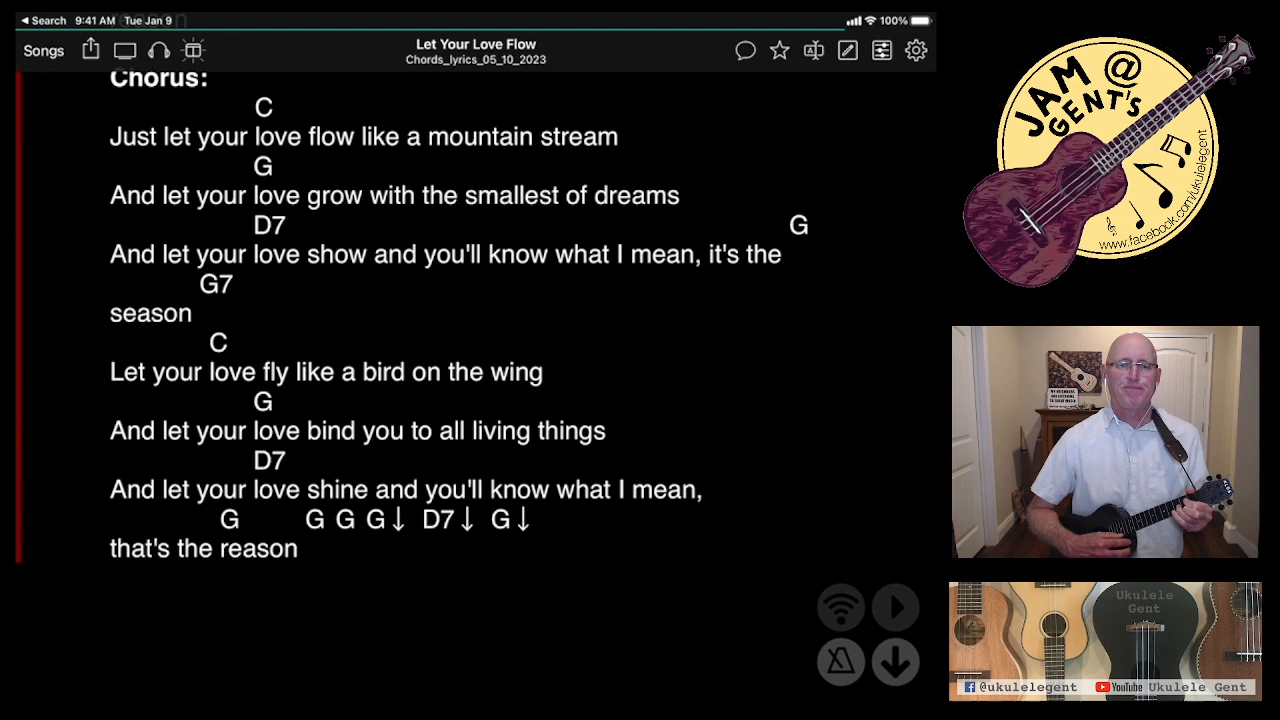 Search 9:41 AM Tue Jan 9 100%
Songs
Let Your Love Flow
Chords_lyrics_05_10_2023
Chorus:
C
Just let your love flow like a mountain stream
G
And let your love grow with the smallest of dreams
D7 G
And let your love show and you'll know what I mean, it's the
G7
season
C
Let your love fly like a bird on the wing
G
And let your love bind you to all living things
D7
And let your love shine and you'll know what I mean,
G G G G↓ D7↓ G↓
that's the reason
JAM @
GENT'S
www.facebook.com/ukulelegent
Ukulele
Gent
@ukulelegent YouTube Ukulele Gent